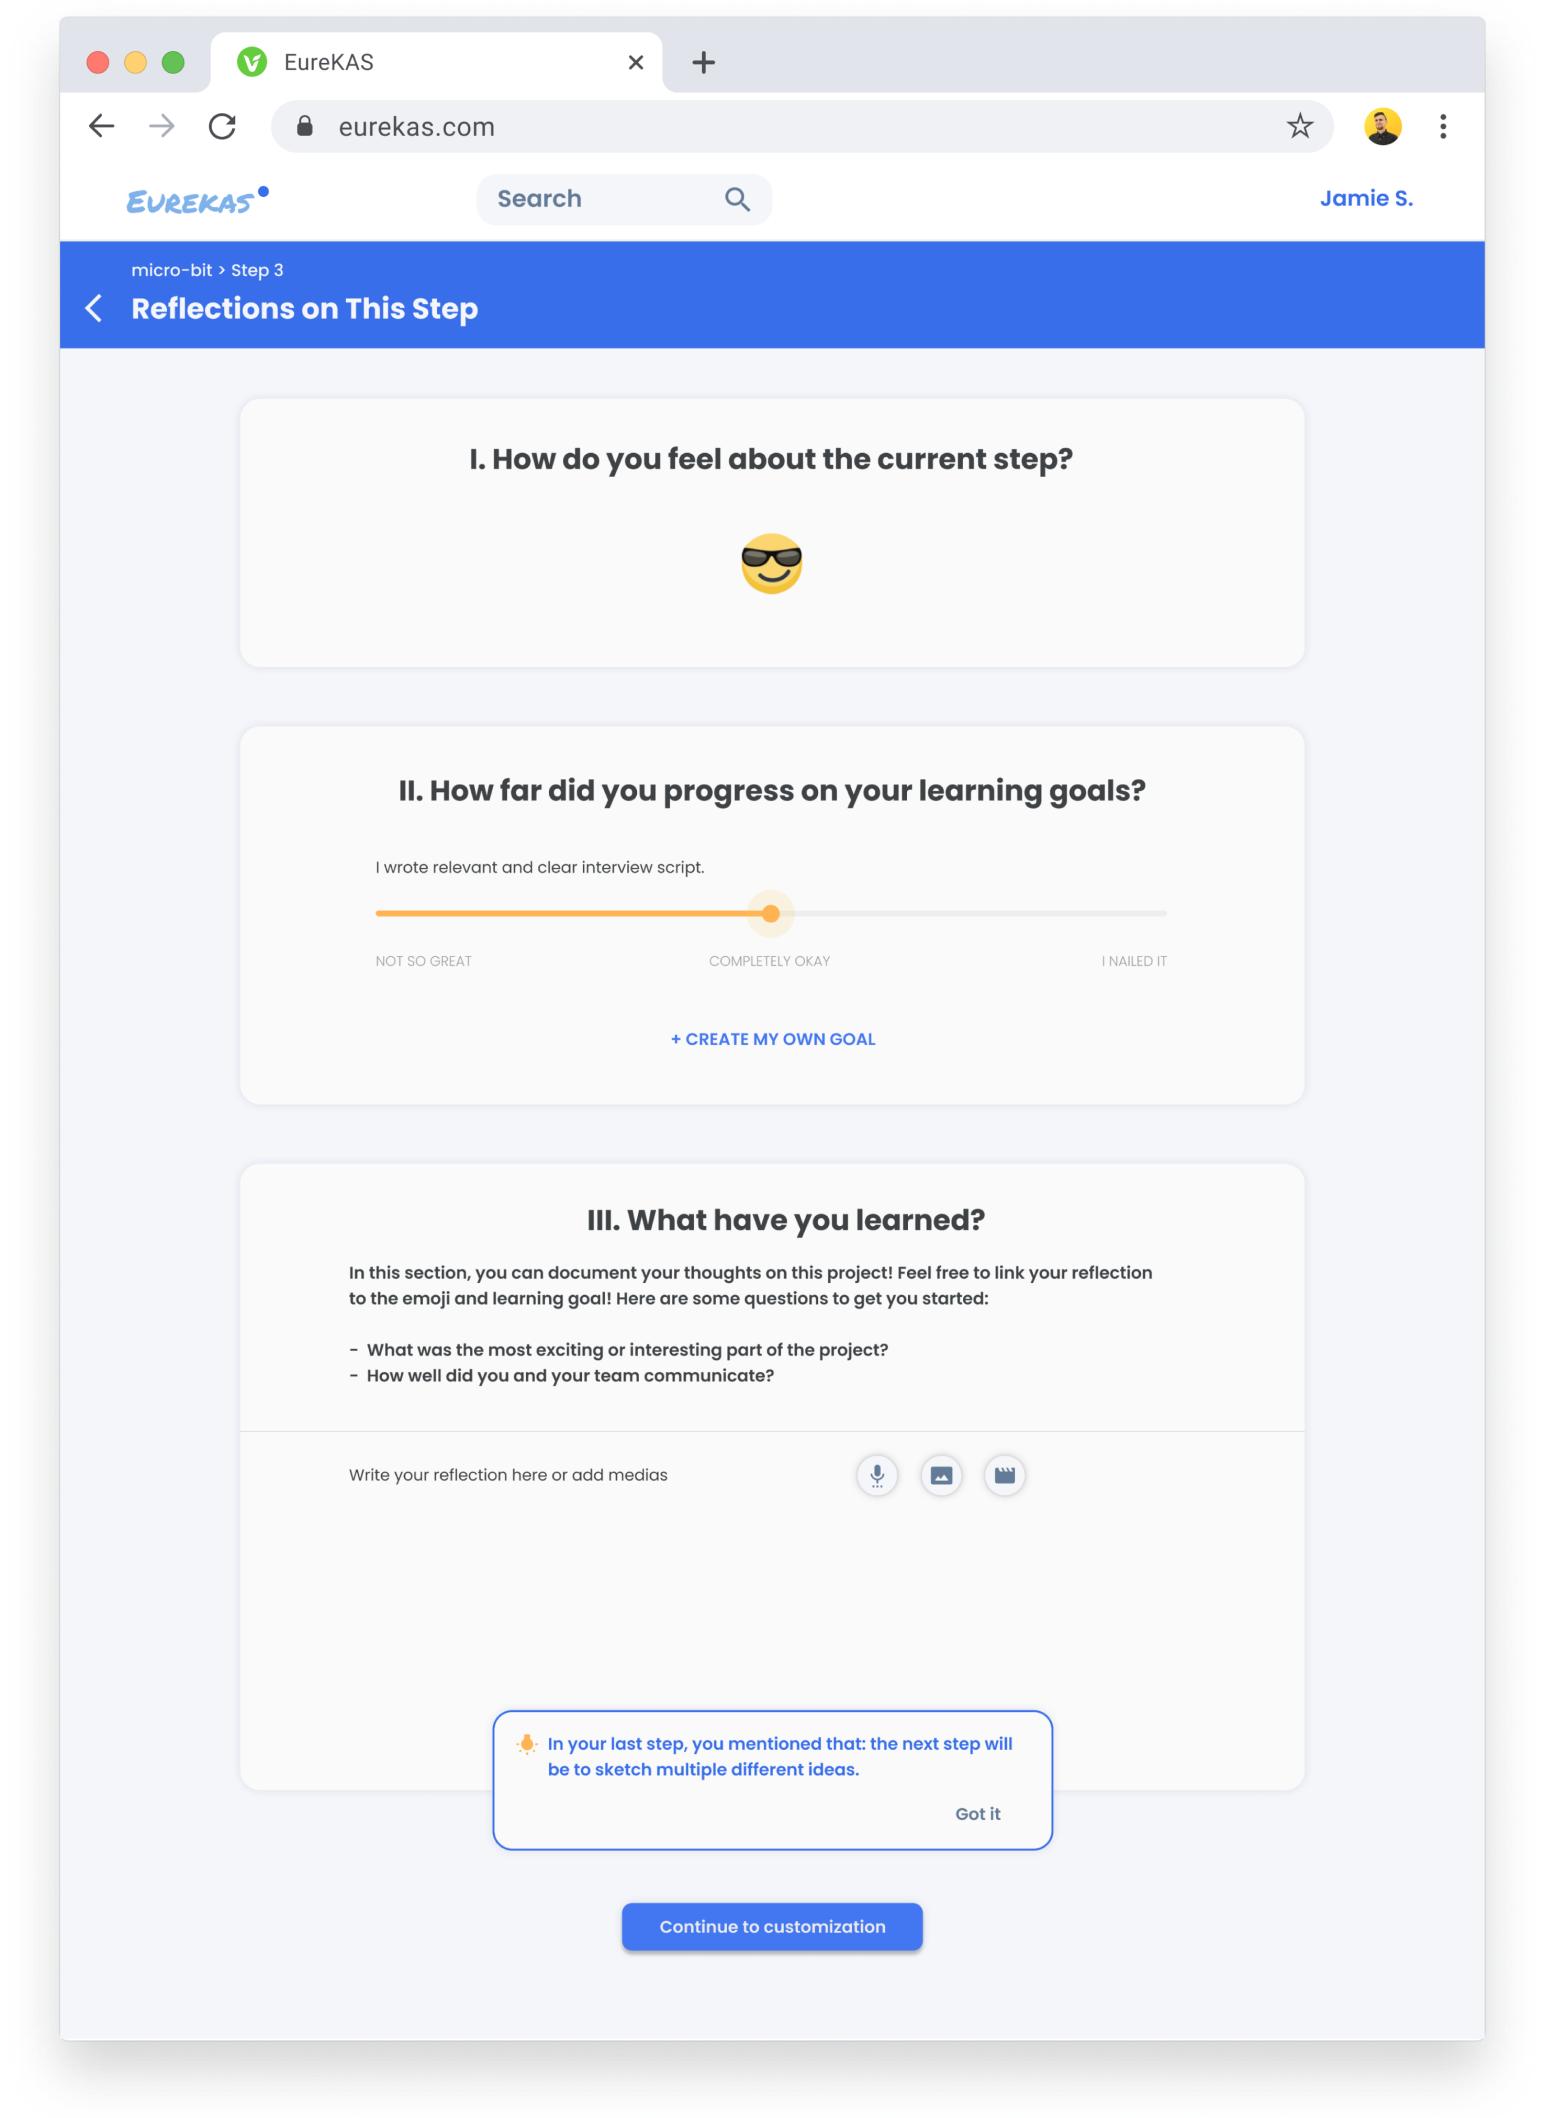 EureKAS
eurekas.com
EUREKAS
Search
Jamie S.
micro-bit > Step 3
Reflections on This Step
I. How do you feel about the current step?
II. How far did you progress on your learning goals?
I wrote relevant and clear interview script.
NOT SO GREAT
COMPLETELY OKAY
I NAILED IT
+ CREATE MY OWN GOAL
III. What have you learned?
In this section, you can document your thoughts on this project! Feel free to link your reflection
to the emoji and learning goal! Here are some questions to get you started:
- What was the most exciting or interesting part of the project?
- How well did you and your team communicate?
Write your reflection here or add medias
In your last step, you mentioned that: the next step will
be to sketch multiple different ideas.
Got it
Continue to customization